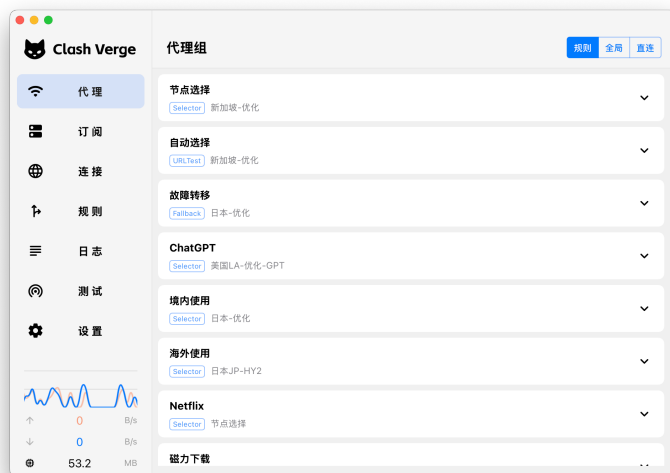 Clash Verge
代理
订阅
连接
规则
日志
测试
设置
0 B/s
0 B/s
53.2 MB
代理组
规则 全局 直连
节点选择
Selector 新加坡-优化
自动选择
URLTest 新加坡-优化
故障转移
Fallback 日本-优化
ChatGPT
Selector 美国LA-优化-GPT
境内使用
Selector 日本-优化
海外使用
Selector 日本JP-HY2
Netflix
Selector 节点选择
磁力下载